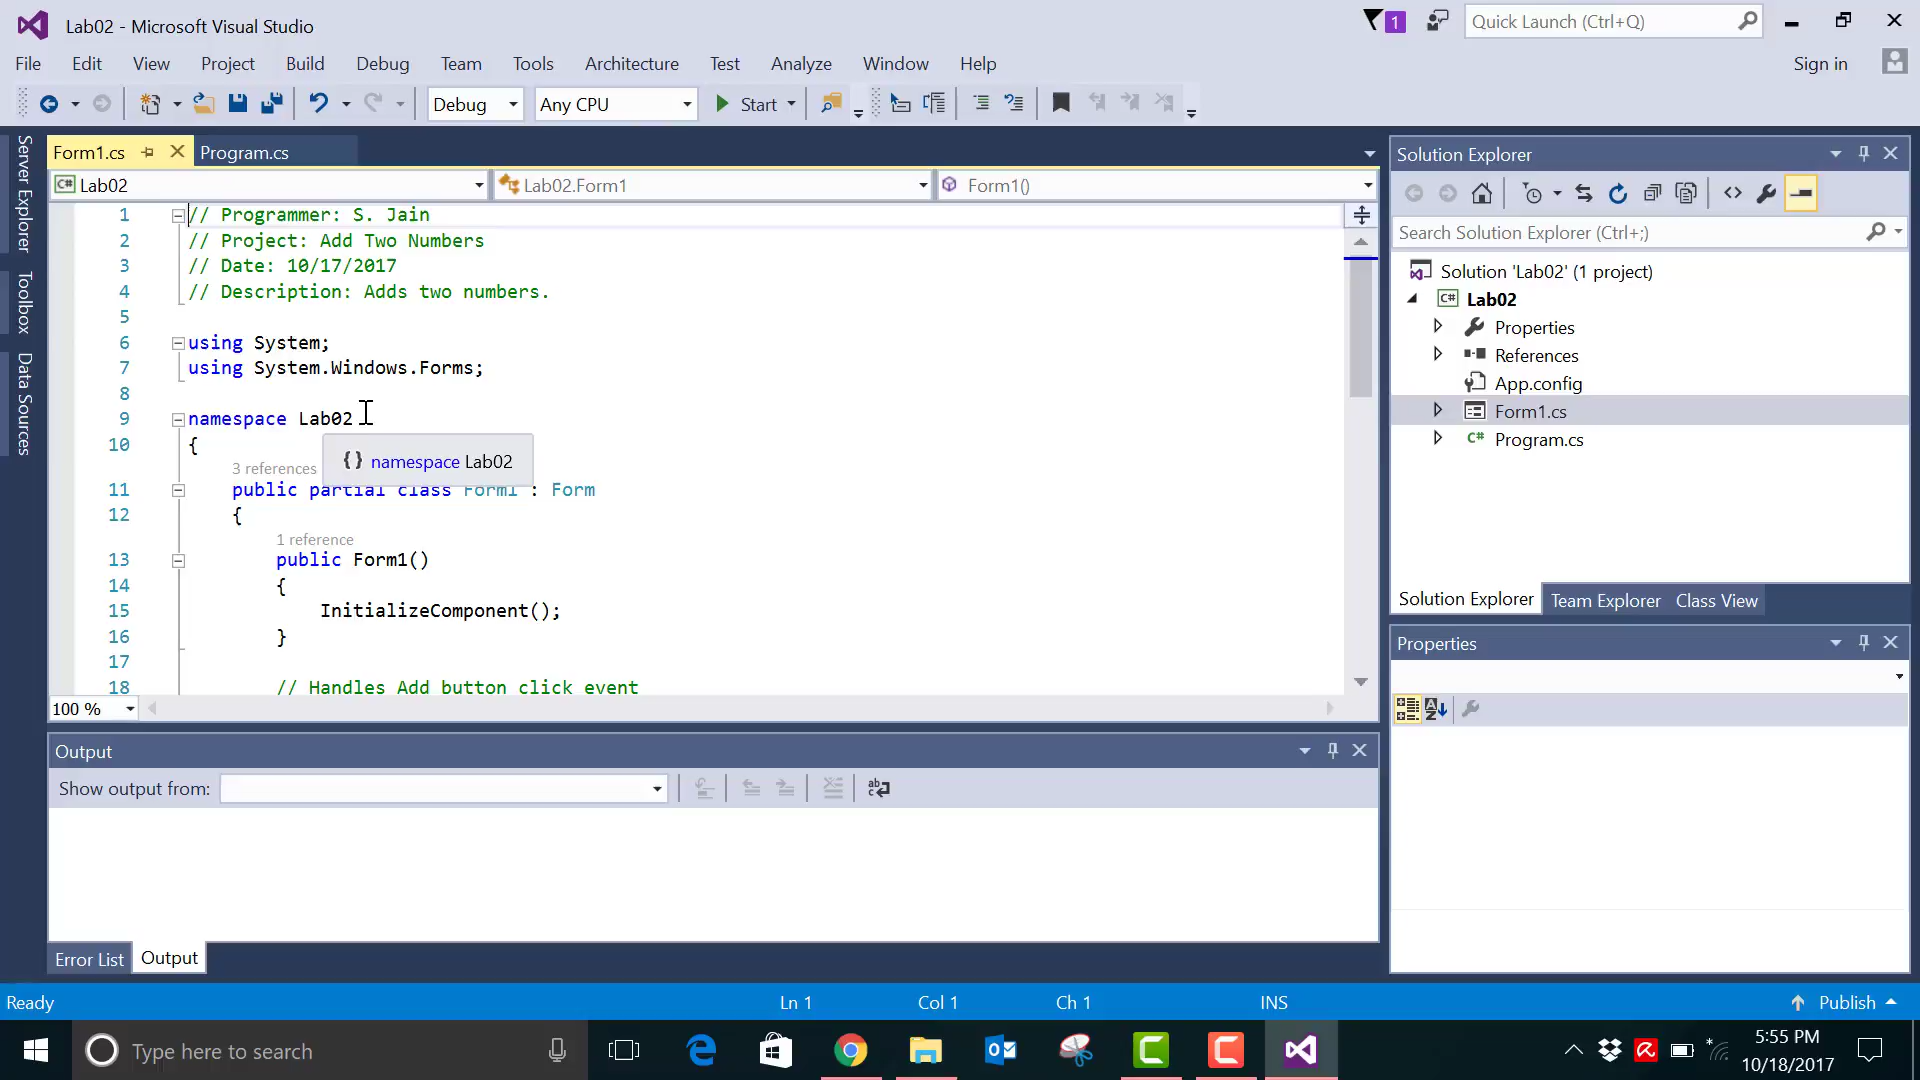 Lab02 - Microsoft Visual Studio
1
Quick Launch (Ctrl+Q)
File Edit View Project Build Debug Team Tools Architecture Test Analyze Window Help
Sign in
Debug Any CPU Start
Server Explorer
Toolbox
Data Sources
Form1.cs Program.cs
Lab02 Lab02.Form1 Form1()
1 // Programmer: S. Jain
2 // Project: Add Two Numbers
3 // Date: 10/17/2017
4 // Description: Adds two numbers.
5
6 using System;
7 using System.Windows.Forms;
8
9 namespace Lab02
10 {
{} namespace Lab02
3 references
11 public partial class Form1 : Form
12 {
1 reference
13 public Form1()
14 {
15 InitializeComponent();
16 }
17
18 // Handles Add button click event
100 %
Output
Show output from:
Error List Output
Solution Explorer
Search Solution Explorer (Ctrl+;)
Solution 'Lab02' (1 project)
C# Lab02
Properties
References
App.config
Form1.cs
C# Program.cs
Solution Explorer Team Explorer Class View
Properties
Ready Ln 1 Col 1 Ch 1 INS Publish
Type here to search
5:55 PM
10/18/2017